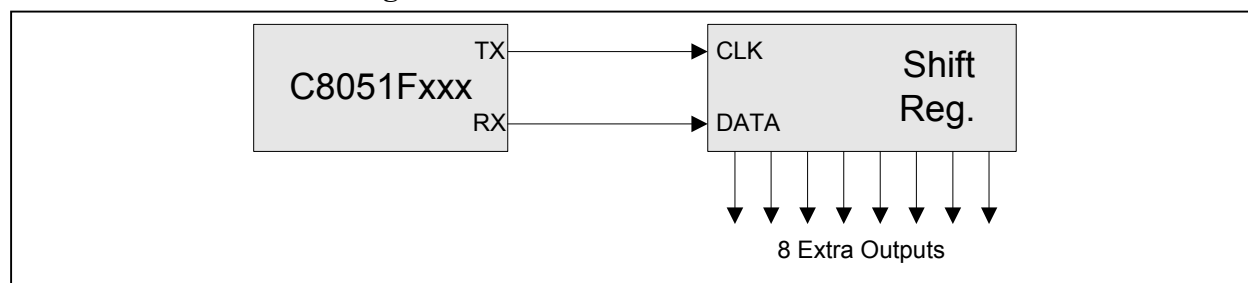 TX
CLK
C8051Fxxx
Shift
Reg.
RX
DATA
8 Extra Outputs